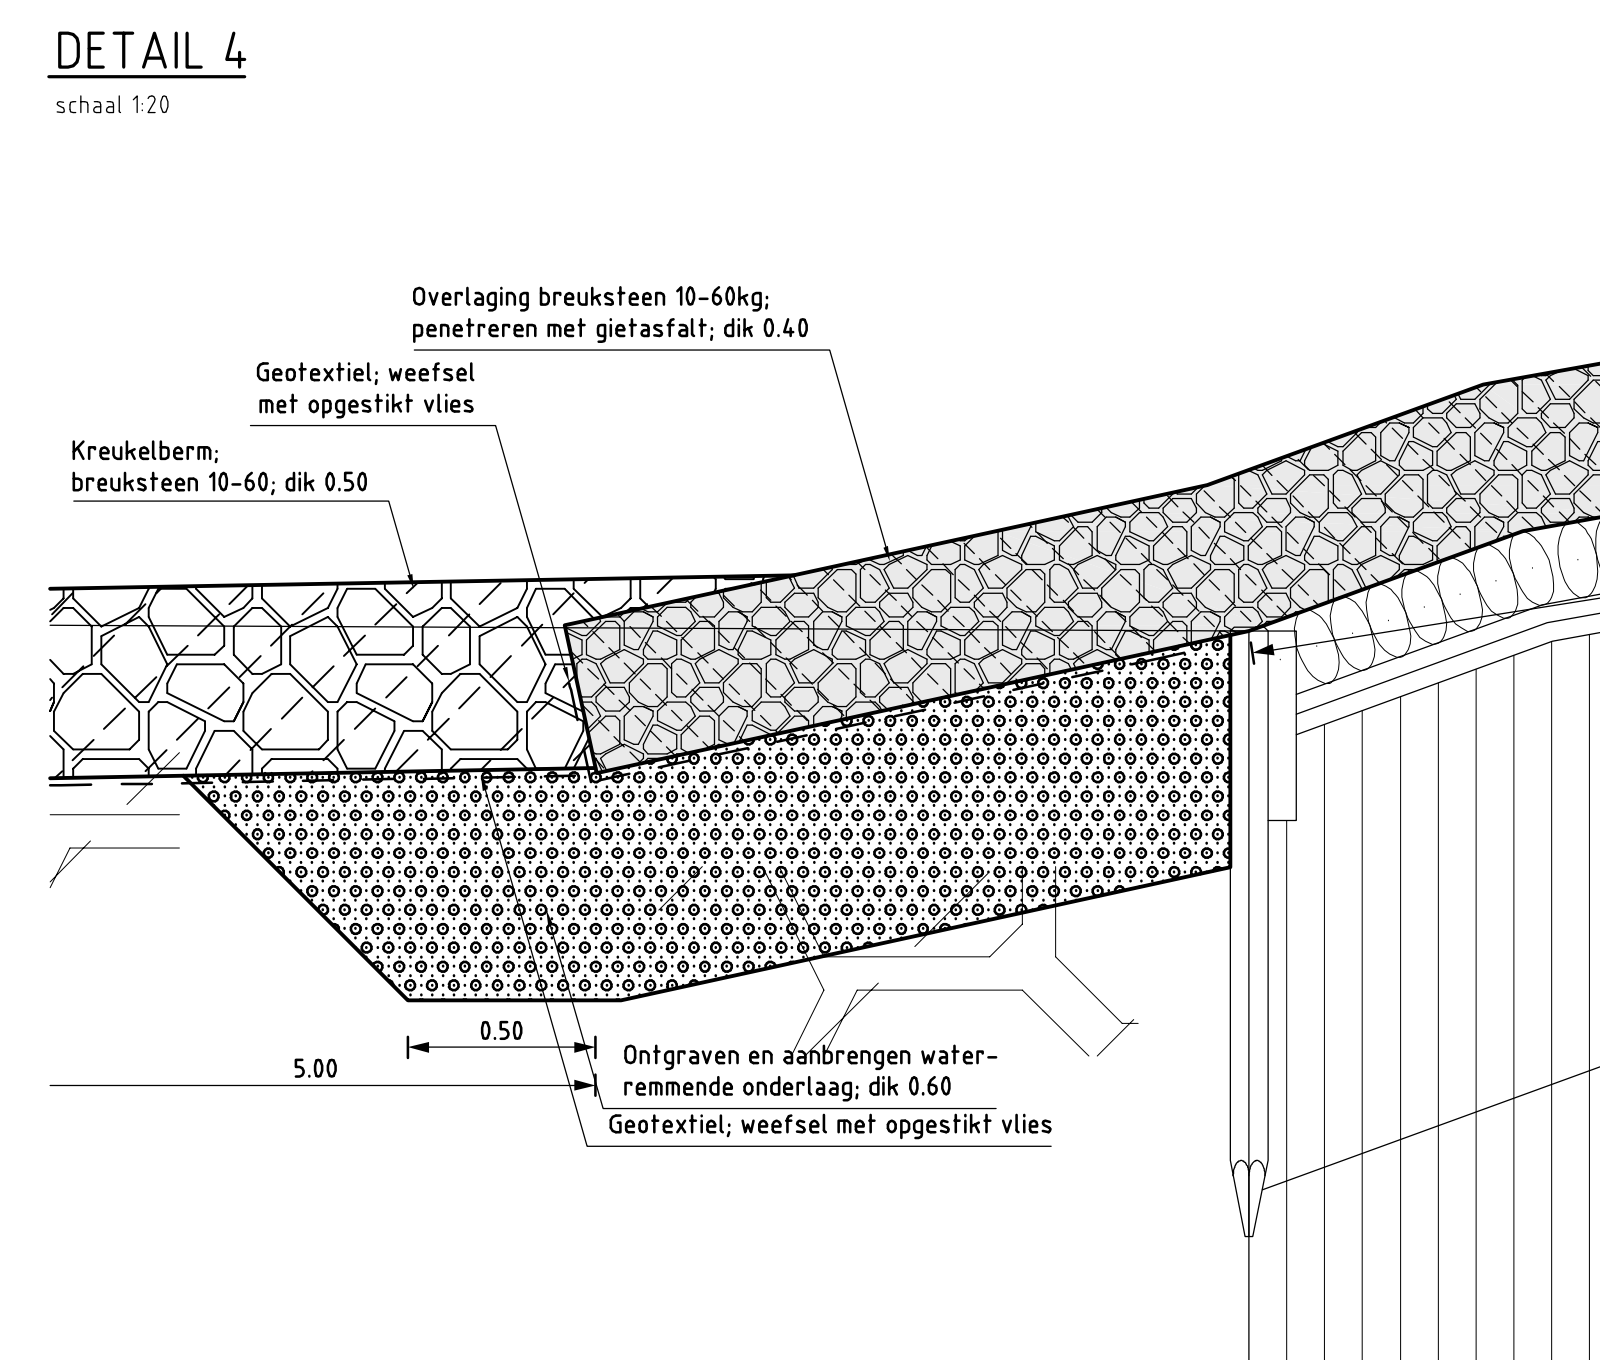 DETAIL 4
schaal 1:20
Overlaging breuksteen 10-60kg;
penetreren met gietasfalt; dik 0.40
Geotextiel; weefsel
met opgestikt vlies
Kreukelberm;
breuksteen 10-60; dik 0.50
0.50
5.00
Ontgraven en aanbrengen water-
remmende onderlaag; dik 0.60
Geotextiel; weefsel met opgestikt vlies